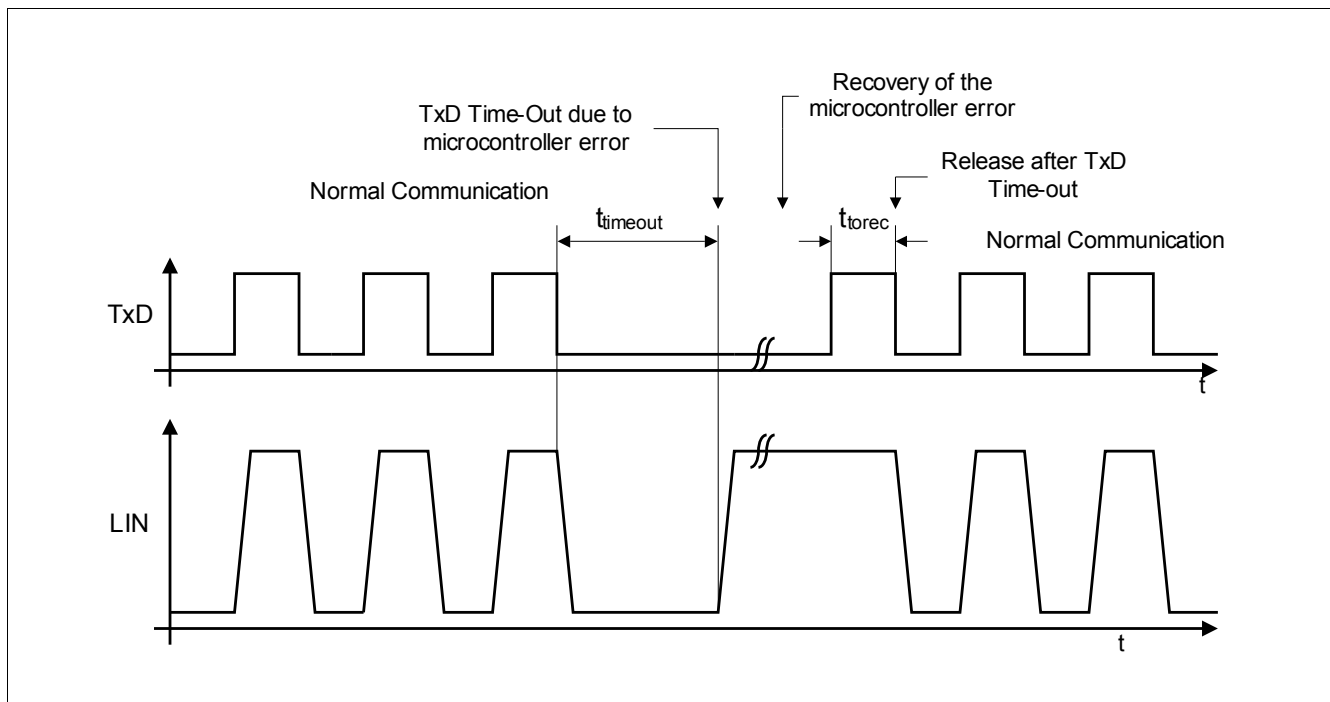 Recovery of the
microcontroller error
TxD Time-Out due to
microcontroller error
Release after TxD
Time-out
Normal Communication
ttimeout
ttorec
Normal Communication
TxD
t
LIN
t